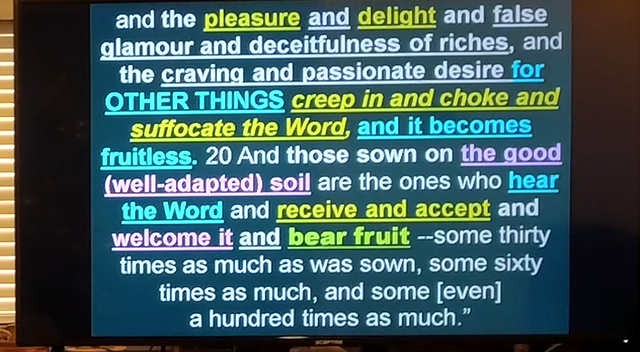 and the pleasure and delight and false
glamour and deceitfulness of riches, and
the craving and passionate desire for
OTHER THINGS creep in and choke and
suffocate the Word, and it becomes
fruitless. 20 And those sown on the good
(well-adapted) soil are the ones who hear
the Word and receive and accept and
welcome it and bear fruit --some thirty
times as much as was sown, some sixty
times as much, and some [even]
a hundred times as much.”
SCEPTRE